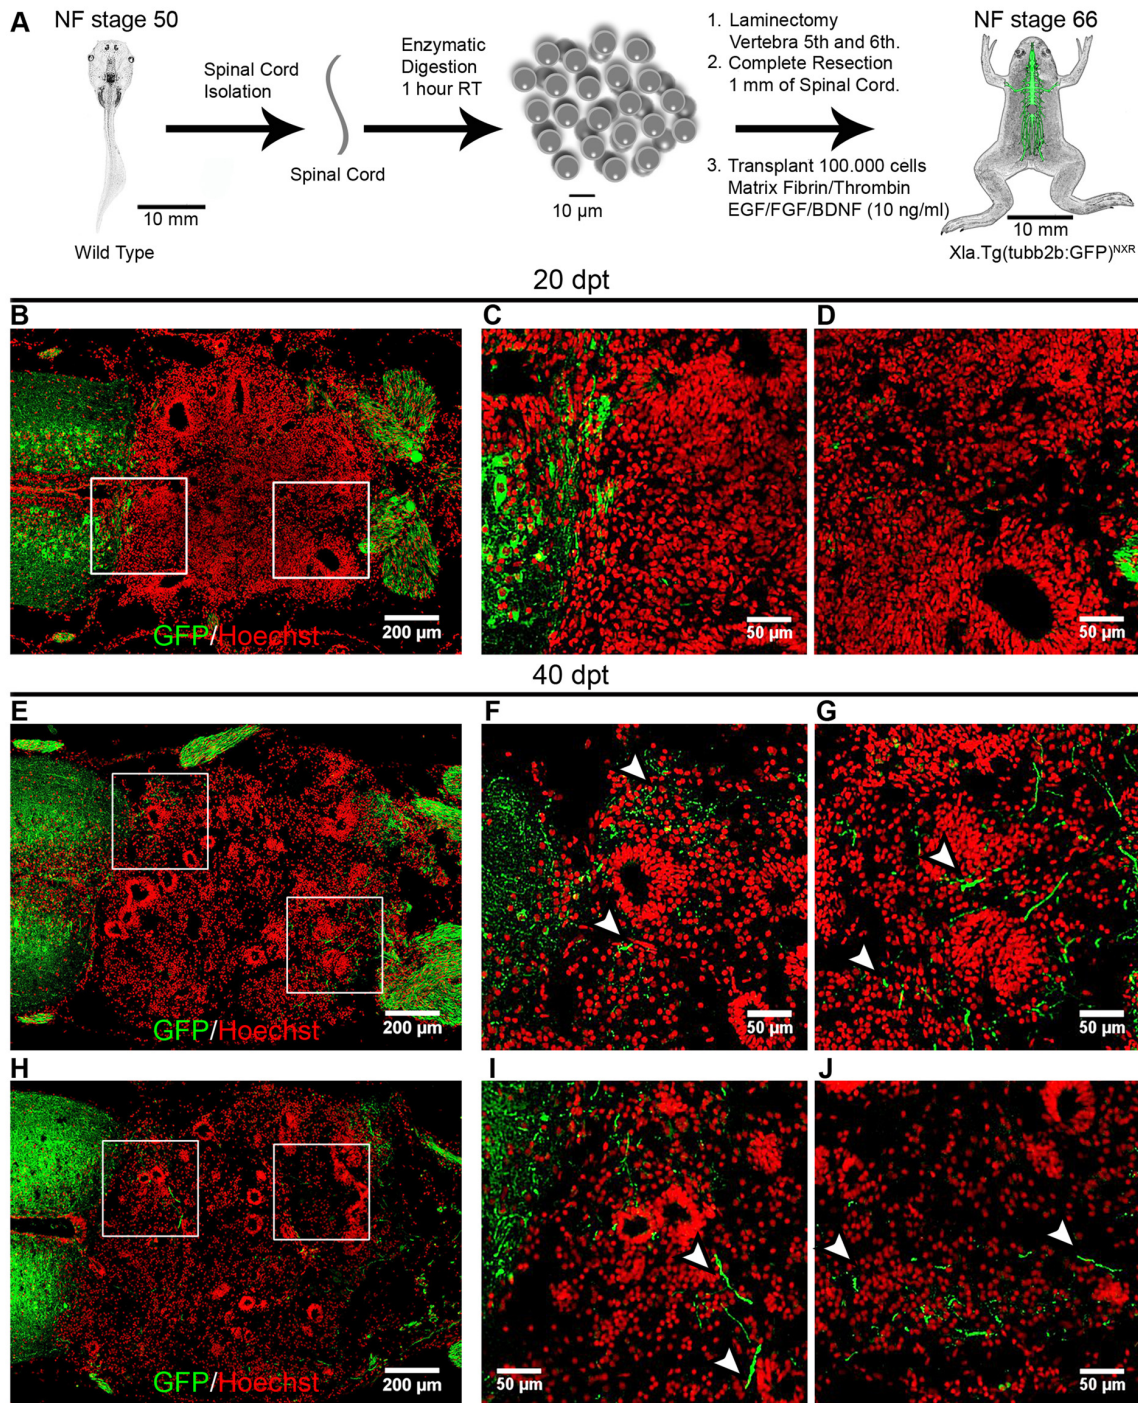 A
NF stage 50
10 mm
Wild Type
Spinal Cord
Isolation
Spinal Cord
Enzymatic
Digestion
1 hour RT
10 µm
1. Laminectomy
Vertebra 5th and 6th.
2. Complete Resection
1 mm of Spinal Cord.
3. Transplant 100.000 cells
Matrix Fibrin/Thrombin
EGF/FGF/BDNF (10 ng/ml)
NF stage 66
10 mm
Xla.Tg(tubb2b:GFP)NXR
20 dpt
B
GFP/Hoechst
200 µm
C
50 µm
D
50 µm
40 dpt
E
GFP/Hoechst
200 µm
F
50 µm
G
50 µm
H
GFP/Hoechst
200 µm
I
50 µm
J
50 µm